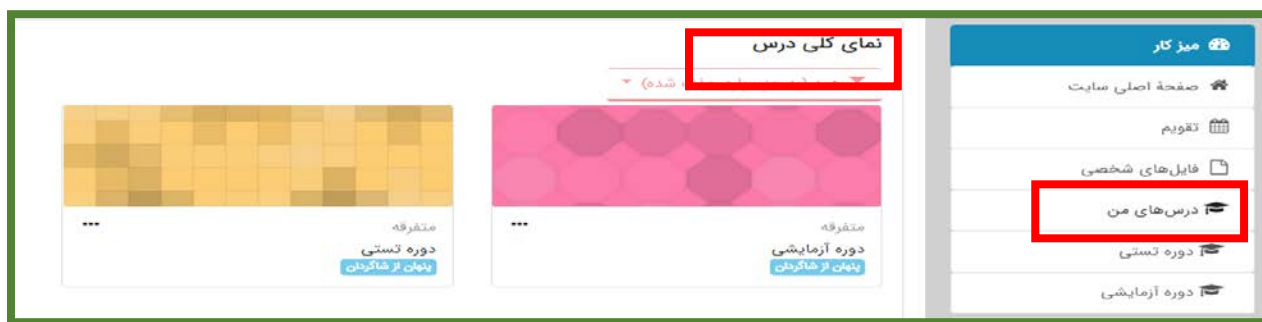 میز کار
صفحهٔ اصلی سایت
تقویم
فایل‌های شخصی
درس‌های من
دوره تستی
دوره آزمایشی
نمای کلی درس
شده)
متفرقه
دوره آزمایشی
پنهان از شاگردان
متفرقه
دوره تستی
پنهان از شاگردان